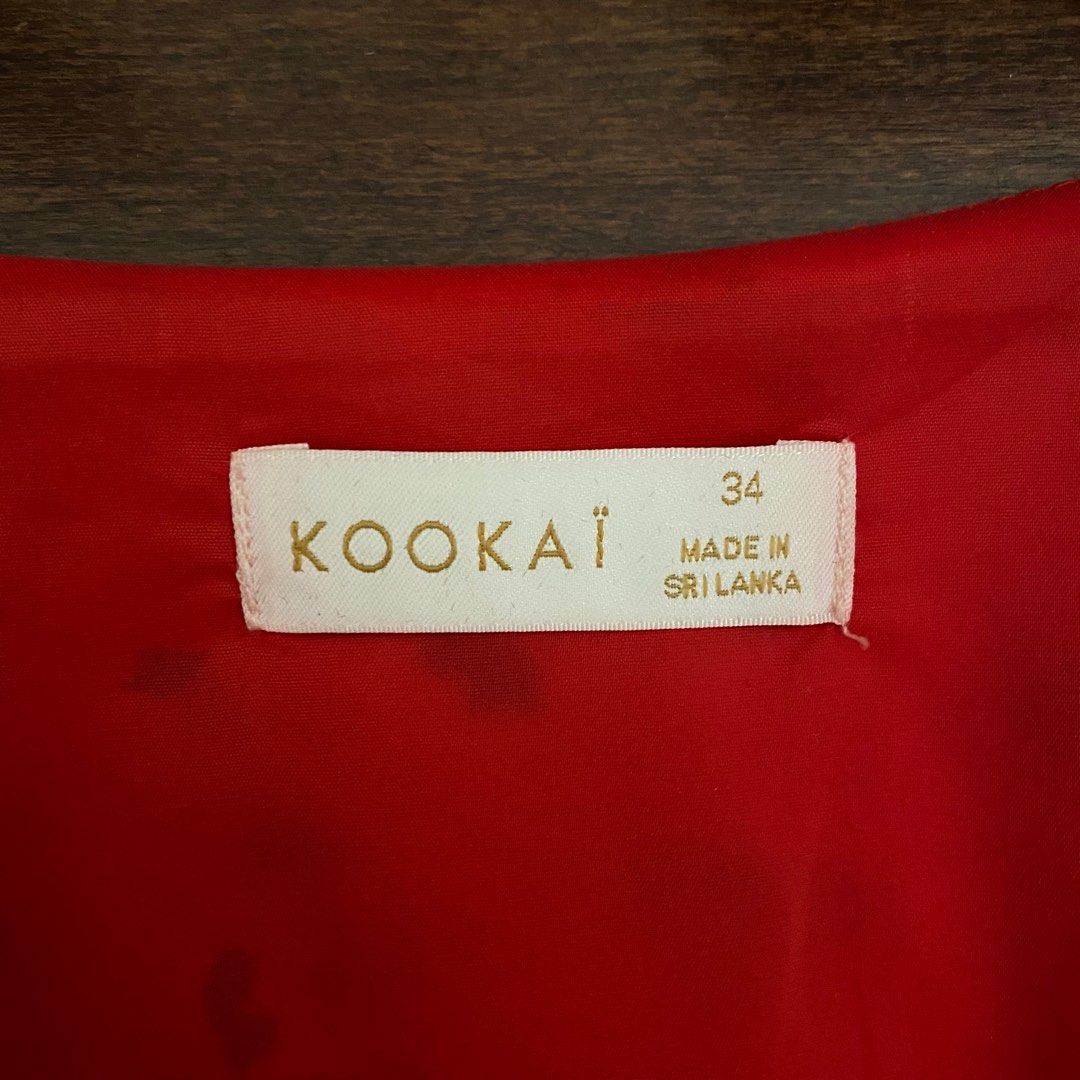 KOOKAÏ
34
MADE IN
SRI LANKA